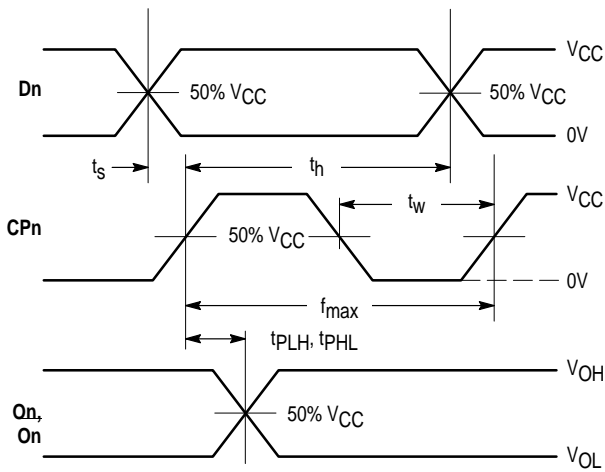 VCC
Dn
50% VCC
50% VCC
0V
ts
th
VCC
tw
CPn
50% VCC
0V
fmax
tPLH, tPHL
VOH
On,
On
50% VCC
VOL